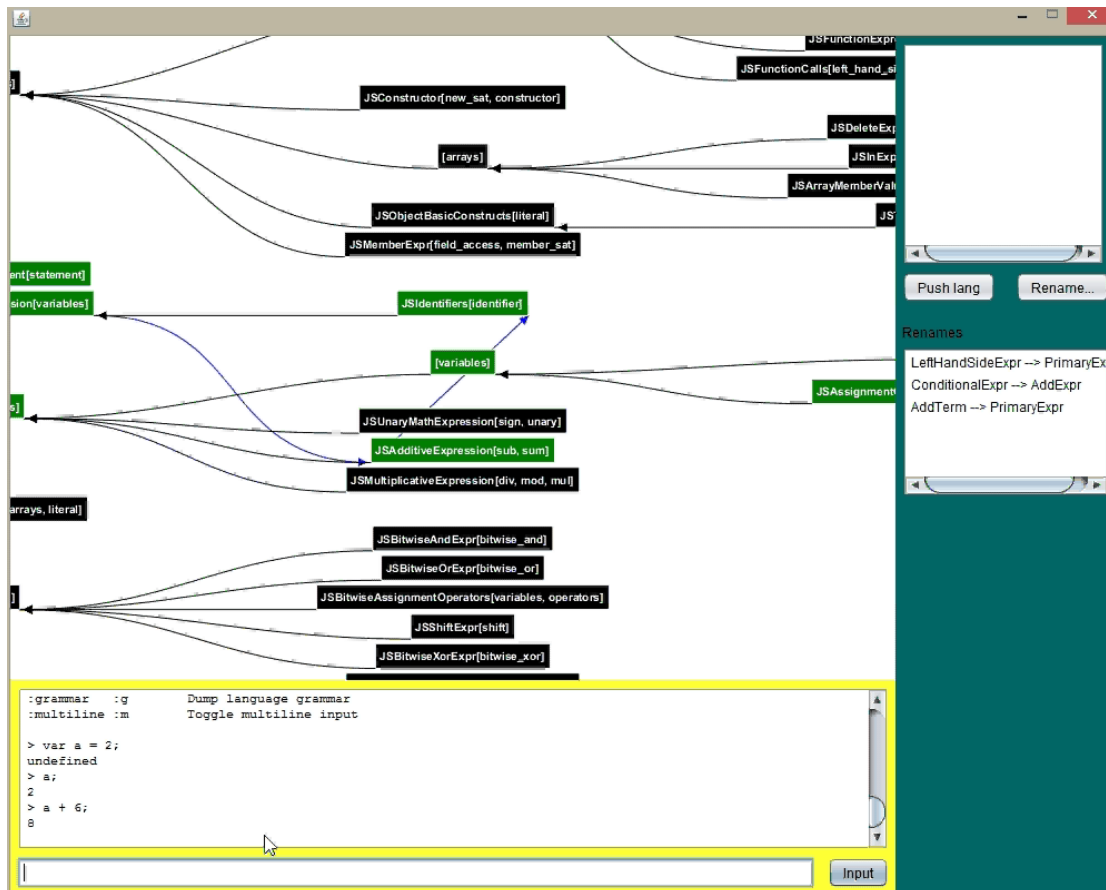 JSFunctionExpr
JSFunctionCalls[left_hand_si
s]
JSConstructor[new_sat, constructor]
JSDeleteExp
[arrays]
JSInExp
JSArrayMemberValu
JSObjectBasicConstructs[literal]
JSMemberExpr[field_access, member_sat]
ent[statement]
sion[variables]
JSIdentifiers[identifier]
[variables]
JSAssignment
s]
JSUnaryMathExpression[sign, unary]
JSAdditiveExpression[sub, sum]
JSMultiplicativeExpression[div, mod, mul]
arrays, literal]
JSBitwiseAndExpr[bitwise_and]
JSBitwiseOrExpr[bitwise_or]
JSBitwiseAssignmentOperators[variables, operators]
JSShiftExpr[shift]
JSBitwiseXorExpr[bitwise_xor]
Push lang
Rename...
Renames
LeftHandSideExpr --> PrimaryEx
ConditionalExpr --> AddExpr
AddTerm --> PrimaryExpr
:grammar :g Dump language grammar
:multiline :m Toggle multiline input
> var a = 2;
undefined
> a;
2
> a + 6;
8
Input